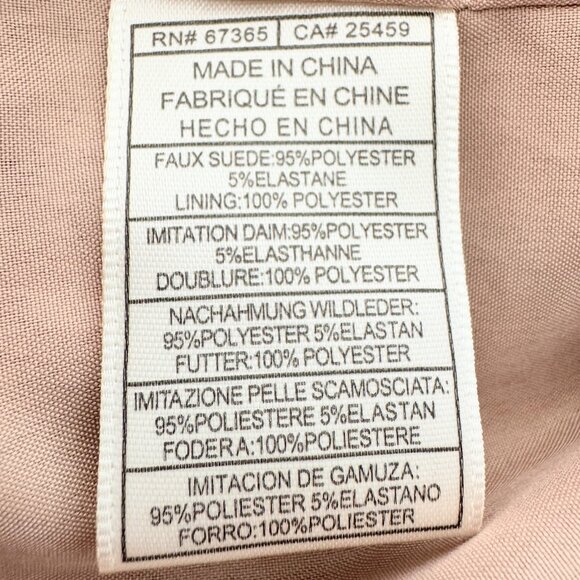 RN# 67365 CA# 25459
MADE IN CHINA
FABRIQUÉ EN CHINE
HECHO EN CHINA
FAUX SUEDE:95%POLYESTER
5%ELASTANE
LINING:100% POLYESTER
IMITATION DAIM:95%POLYESTER
5%ELASTHANNE
DOUBLURE:100% POLYESTER
NACHAHMUNG WILDLEDER:
95%POLYESTER 5%ELASTAN
FUTTER:100% POLYESTER
IMITAZIONE PELLE SCAMOSCIATA:
95%POLIESTERE 5%ELASTAN
FODERA:100%POLIESTERE
IMITACION DE GAMUZA:
95%POLIESTER 5%ELASTANO
FORRO:100%POLIESTER